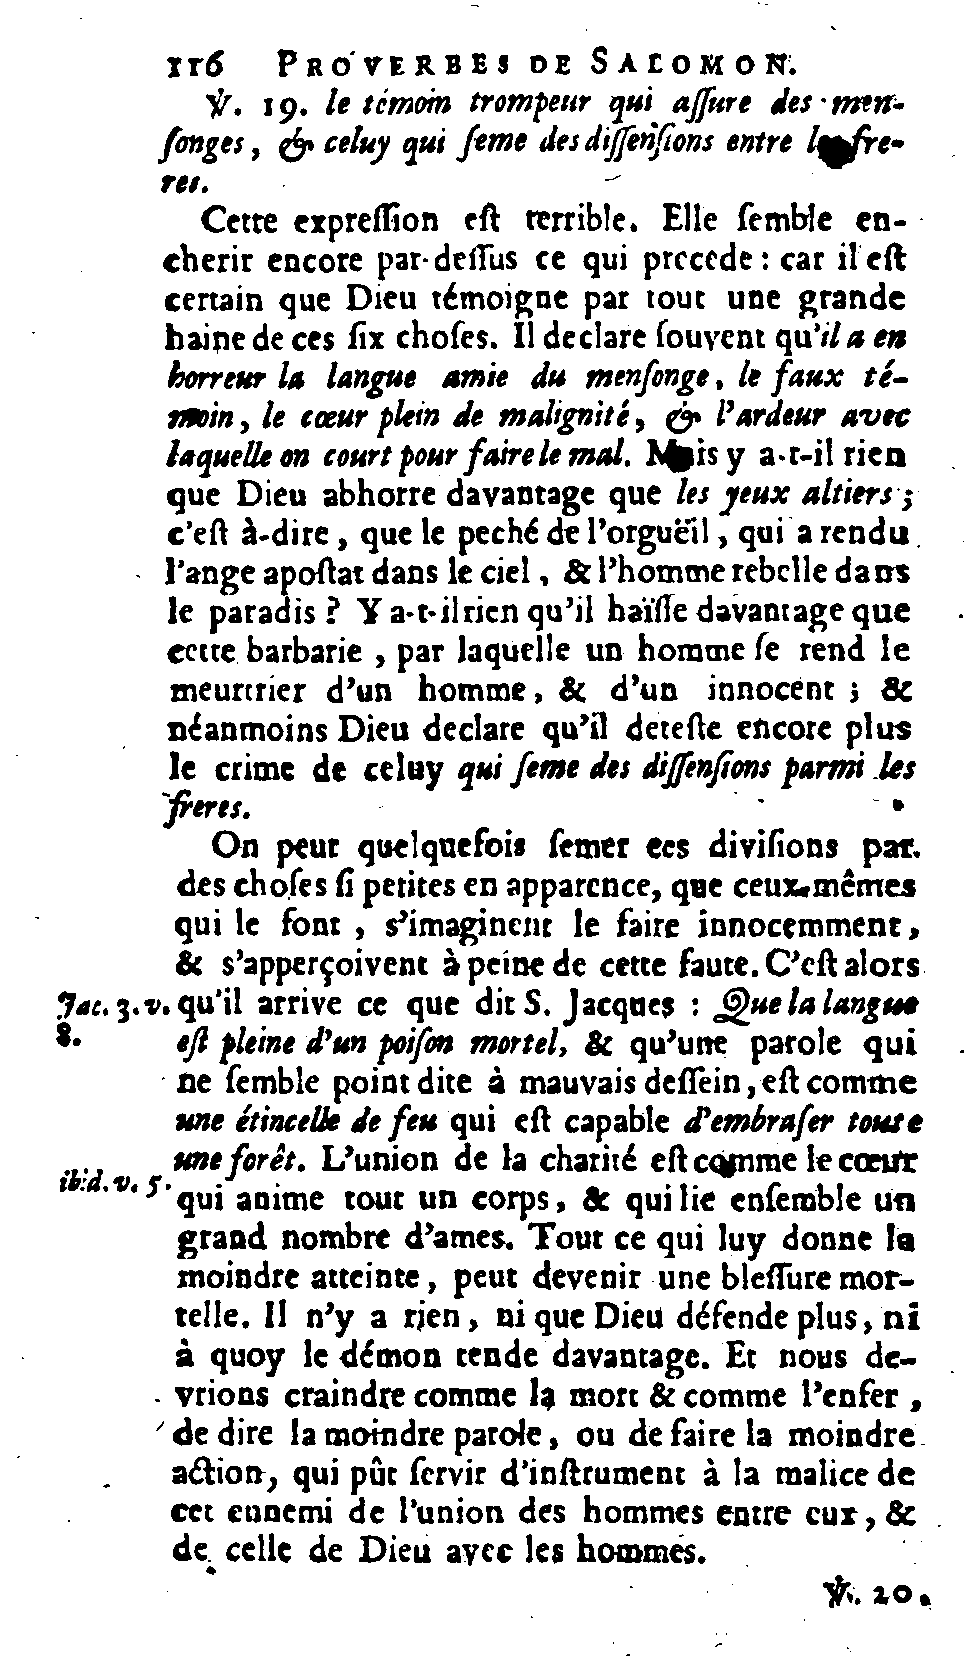 116 PROVERBES DE SALOMON.
℣. 19. le témoin trompeur qui aſſure des men-
ſonges, & celuy qui ſeme des diſſenſions entre les fre-
res.
Cette expreſſion eſt terrible. Elle ſemble en-
cherir encore par-deſſus ce qui precede : car il eſt
certain que Dieu témoigne par tout une grande
haine de ces ſix choſes. Il declare ſouvent qu'il a en
horreur la langue amie du menſonge, le faux té-
moin, le cœur plein de malignité, & l'ardeur avec
laquelle on court pour faire le mal. Mais y a-t-il rien
que Dieu abhorre davantage que les yeux altiers ;
c'eſt à-dire, que le peché de l'orguëil, qui a rendu
l'ange apoſtat dans le ciel, & l'homme rebelle dans
le paradis ? Y a-t-il rien qu'il haïſſe davantage que
cette barbarie, par laquelle un homme ſe rend le
meurtrier d'un homme, & d'un innocent ; &
néanmoins Dieu declare qu'il deteſte encore plus
le crime de celuy qui ſeme des diſſenſions parmi les
freres.
On peut quelquefois ſemer ces diviſions par
des choſes ſi petites en apparence, que ceux-mêmes
qui le font, s'imaginent le faire innocemment,
& s'apperçoivent à peine de cette faute. C'eſt alors
Jac. 3. v. qu'il arrive ce que dit S. Jacques : Que la langue
8. eſt pleine d'un poiſon mortel, & qu'une parole qui
ne ſemble point dite à mauvais deſſein, eſt comme
une étincelle de feu qui eſt capable d'embraſer toute
une forêt. L'union de la charité eſt comme le cœur
ibid. v. 5. qui anime tout un corps, & qui lie enſemble un
grand nombre d'ames. Tout ce qui luy donne la
moindre atteinte, peut devenir une bleſſure mor-
telle. Il n'y a rien, ni que Dieu défende plus, ni
à quoy le démon tende davantage. Et nous de-
vrions craindre comme la mort & comme l'enfer,
de dire la moindre parole, ou de faire la moindre
action, qui pût ſervir d'inſtrument à la malice de
cet ennemi de l'union des hommes entre eux, &
de celle de Dieu avec les hommes.
℣. 20.